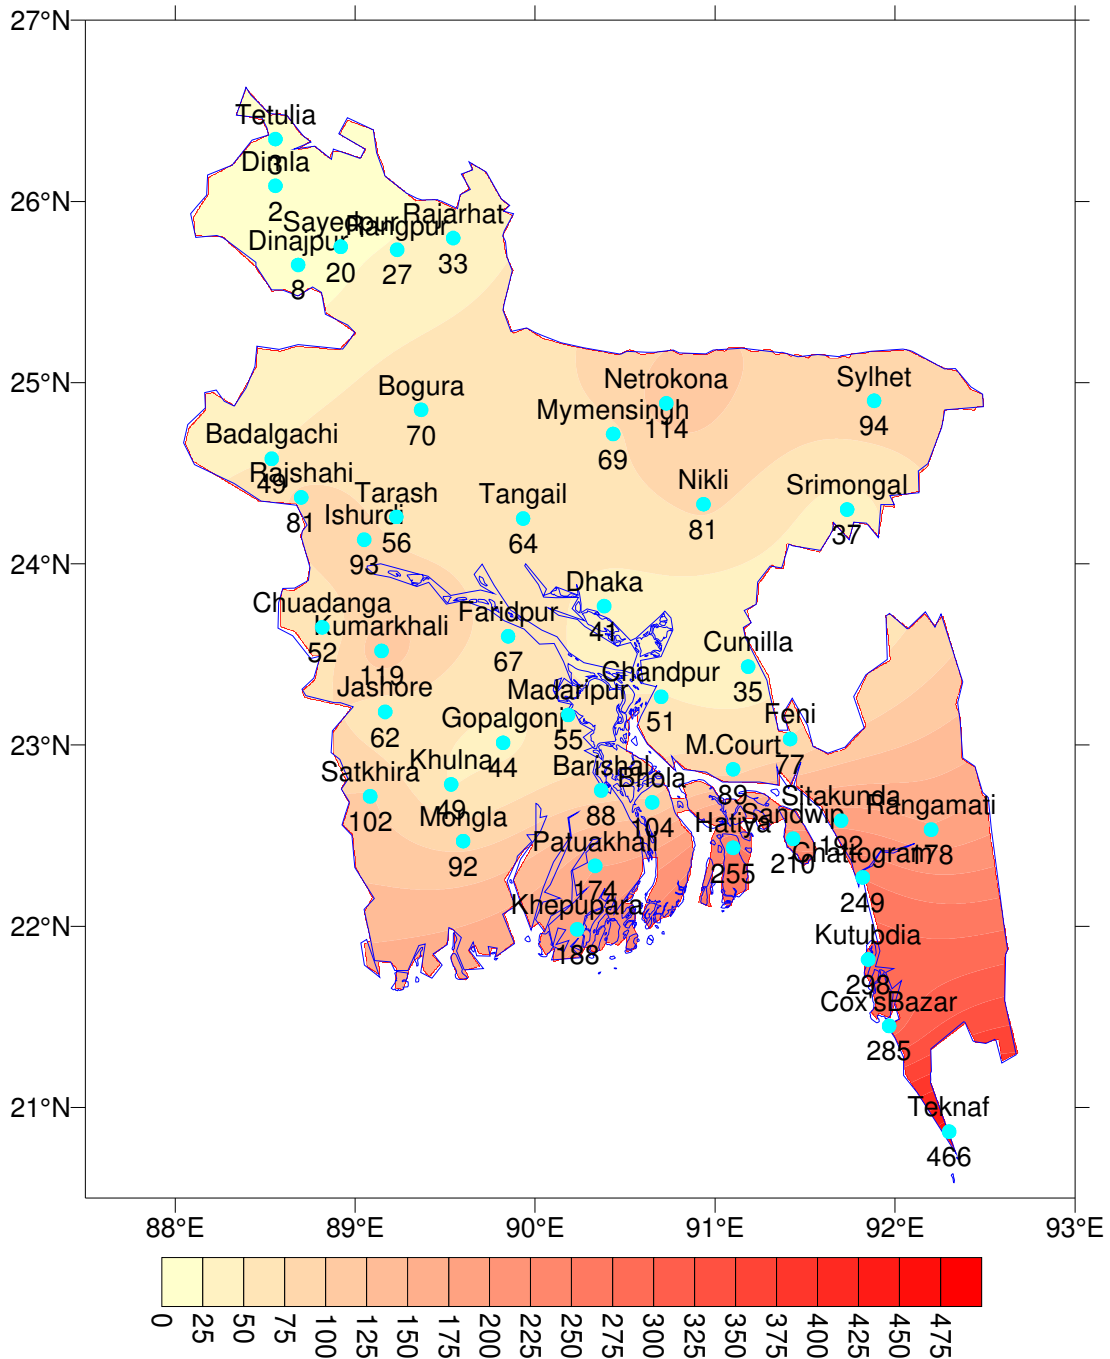 27°N
26°N
25°N
24°N
23°N
22°N
21°N
Tetulia
3
Dimla
2
Sayedpur
20
Rangpur
27
Rajarhat
33
Dinajpur
8
Bogura
70
Netrokona
114
Sylhet
94
Mymensingh
69
Badalgachi
49
Rajshahi
81
Nikli
81
Srimongal
37
Tarash
56
Tangail
64
Ishurdi
93
Dhaka
41
Chuadanga
52
Faridpur
67
Kumarkhali
119
Cumilla
35
Chandpur
51
Jashore
62
Madaripur
55
Gopalgonj
44
Feni
77
M.Court
89
Khulna
49
Satkhira
102
Barishal
88
Bhola
104
Sitakunda
192
Rangamati
178
Mongla
92
Sandwip
210
Hatiya
255
Patuakhali
174
Chattogram
249
Khepupara
188
Kutubdia
298
Cox'sBazar
285
Teknaf
466
88°E 89°E 90°E 91°E 92°E 93°E
0 25 50 75 100 125 150 175 200 225 250 275 300 325 350 375 400 425 450 475